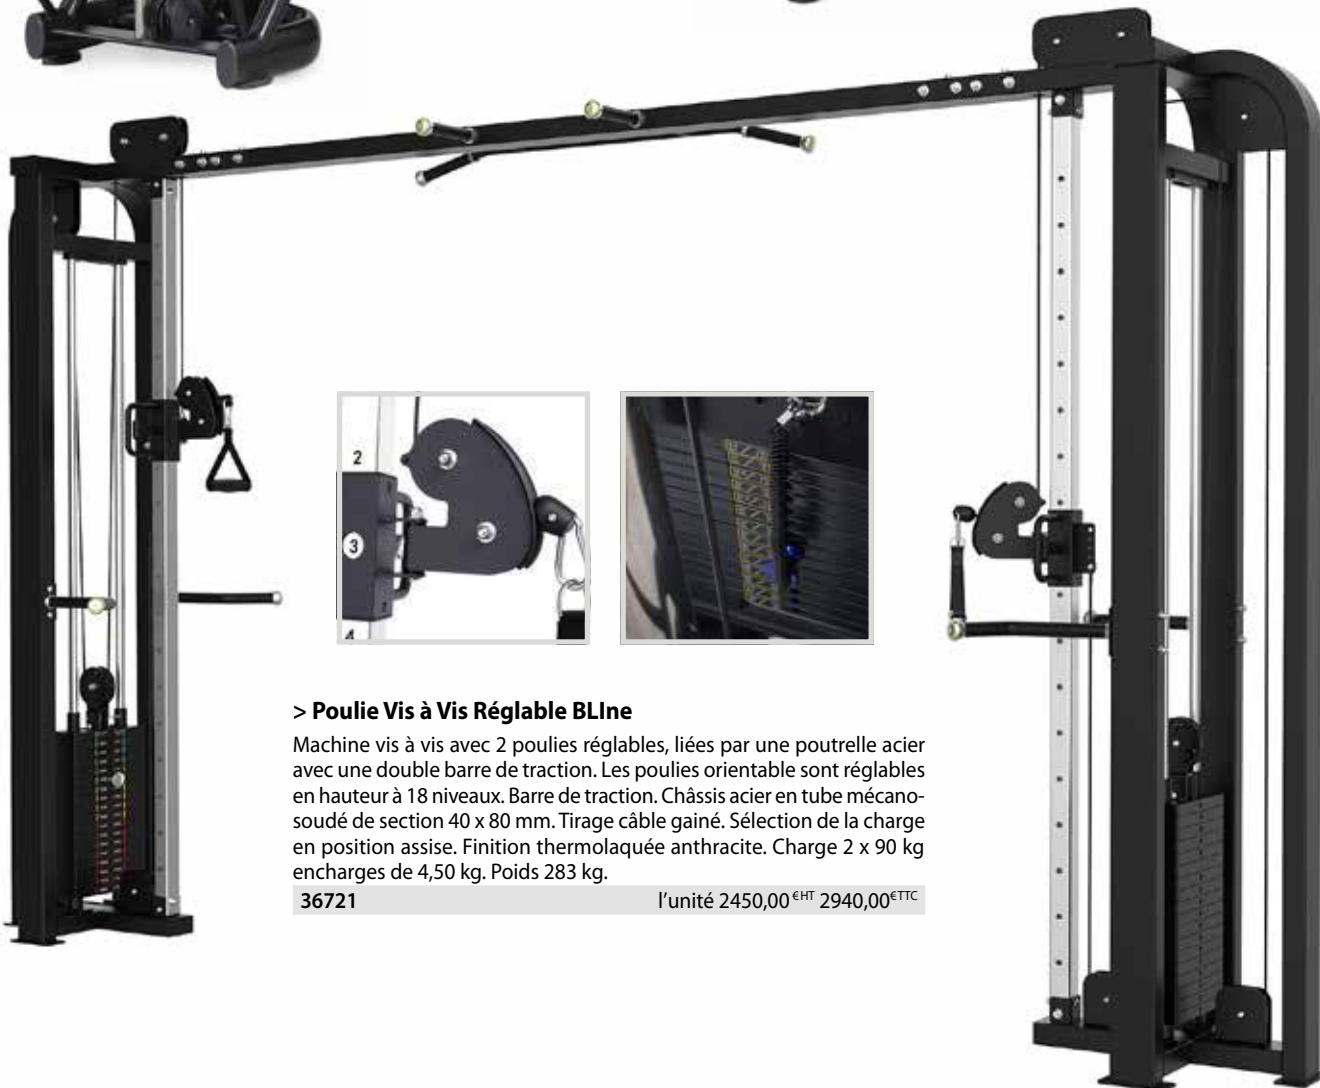 2
3
4
> Poulie Vis à Vis Réglable BLIne
Machine vis à vis avec 2 poulies réglables, liées par une poutrelle acier
avec une double barre de traction. Les poulies orientable sont réglables
en hauteur à 18 niveaux. Barre de traction. Châssis acier en tube mécano-
soudé de section 40 x 80 mm. Tirage câble gainé. Sélection de la charge
en position assise. Finition thermolaquée anthracite. Charge 2 x 90 kg
encharges de 4,50 kg. Poids 283 kg.
36721 l'unité 2450,00 €HT 2940,00€TTC